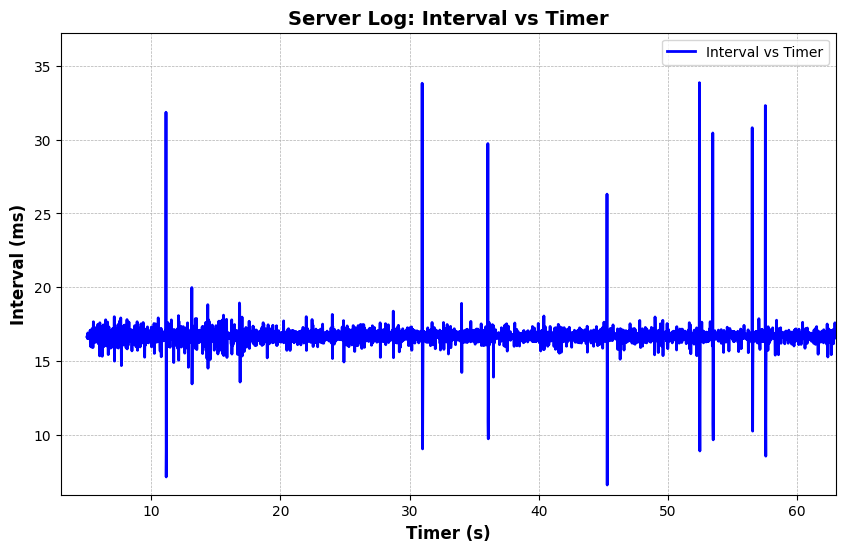 Server Log: Interval vs Timer
Interval vs Timer
Interval (ms)
35
30
25
20
15
10
10 20 30 40 50 60
Timer (s)